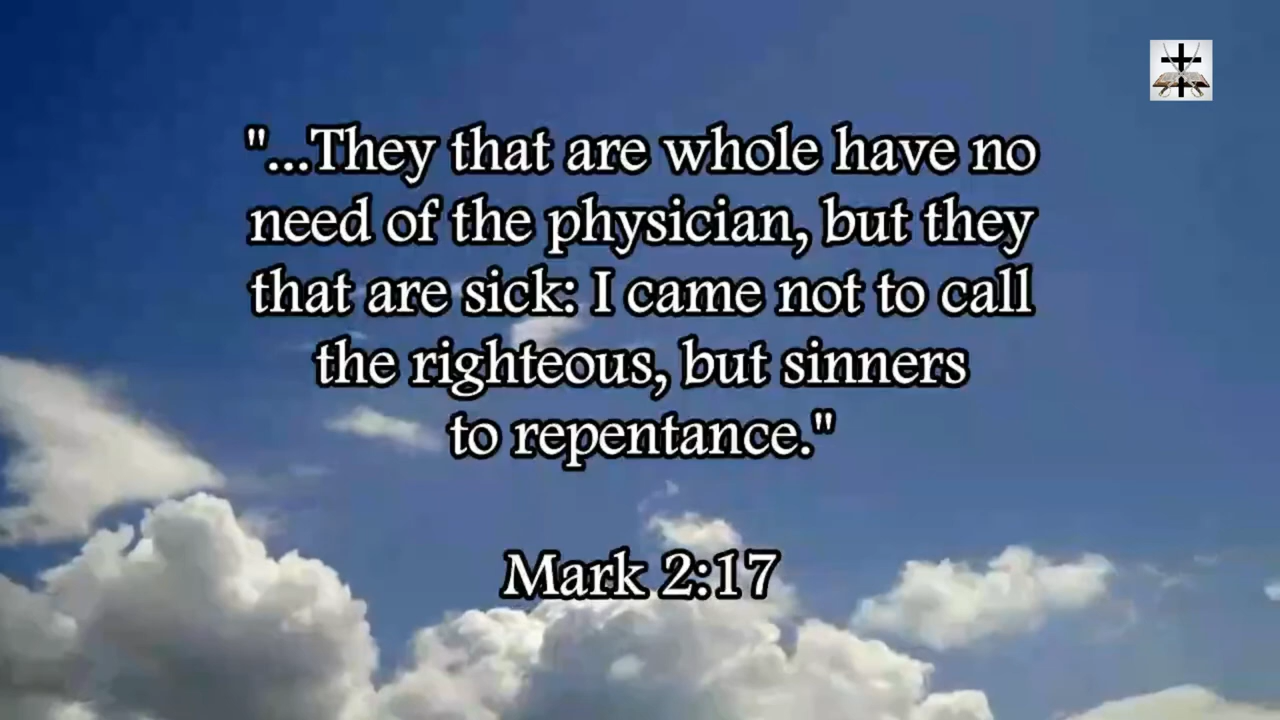 "...They that are whole have no
need of the physician, but they
that are sick: I came not to call
the righteous, but sinners
to repentance."
Mark 2:17